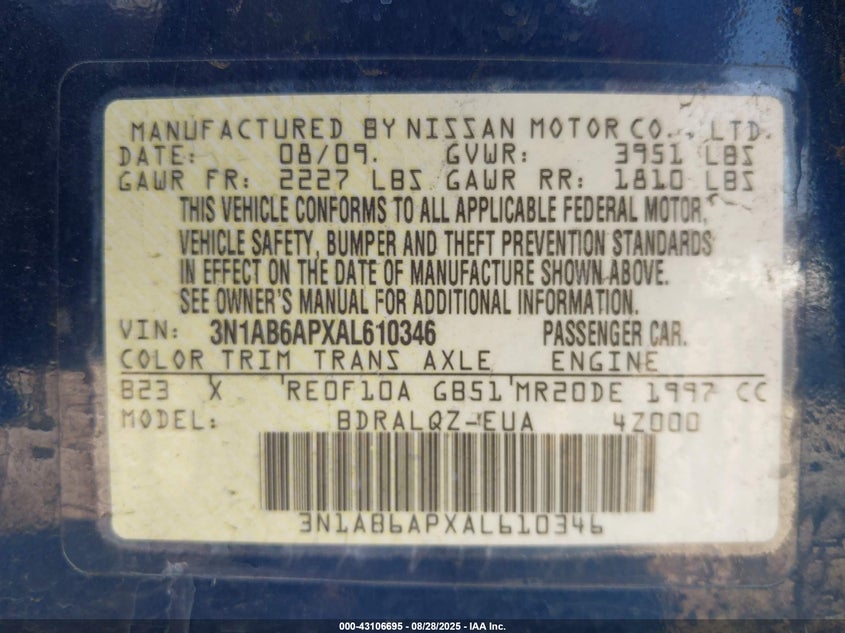 MANUFACTURED BY NISSAN MOTOR CO., LTD.
DATE: 08/09. GVWR: 3951 LBS
GAWR FR: 2227 LBS GAWR RR: 1810 LBS
THIS VEHICLE CONFORMS TO ALL APPLICABLE FEDERAL MOTOR,
VEHICLE SAFETY, BUMPER AND THEFT PREVENTION STANDARDS
IN EFFECT ON THE DATE OF MANUFACTURE SHOWN ABOVE.
SEE OWNER'S MANUAL FOR ADDITIONAL INFORMATION.
VIN: 3N1AB6APXAL610346 PASSENGER CAR.
COLOR TRIM TRANS AXLE ENGINE
B23 X RE0F10A GB51 MR20DE 1997 CC
MODEL: BDRALQZ-EUA 4Z000
3N1AB6APXAL610346
000-43106695 - 08/28/2025 - IAA Inc.